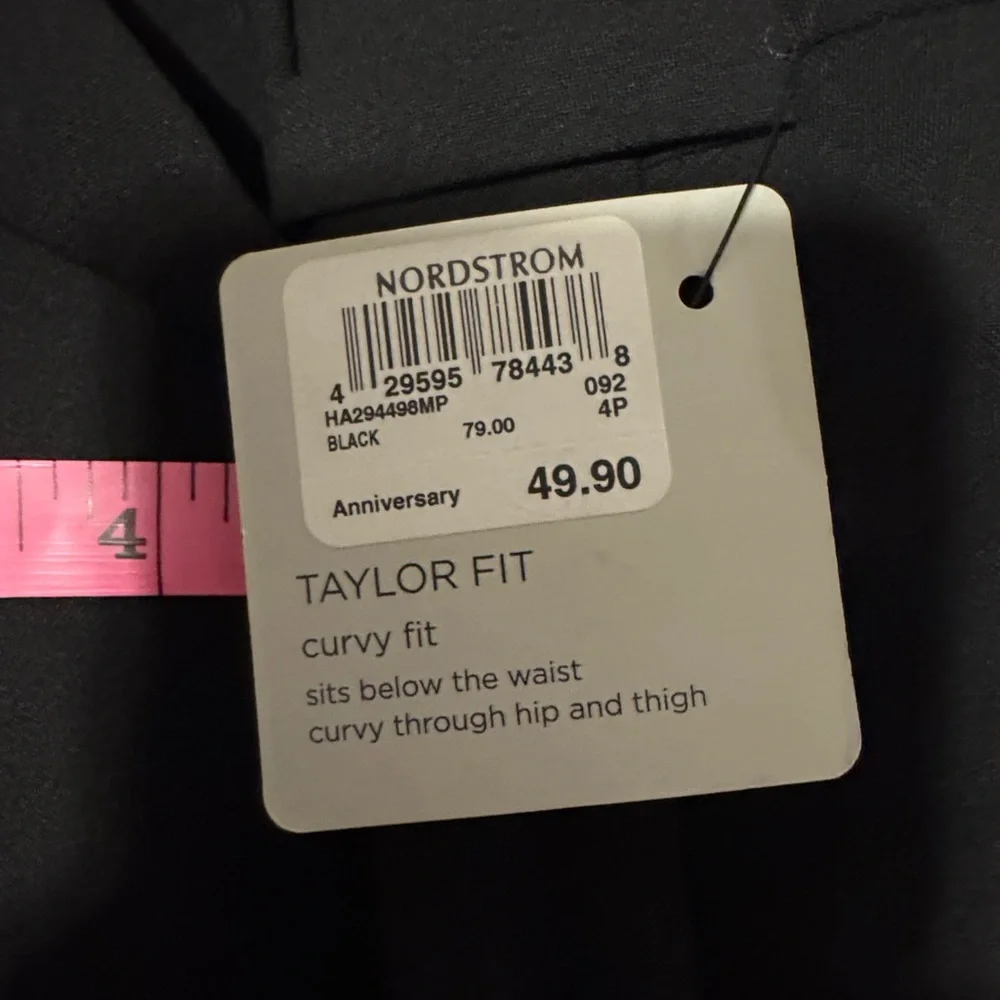 NORDSTROM
4 29595 78443 8
HA294498MP 092
BLACK 79.00 4P
Anniversary 49.90
TAYLOR FIT
curvy fit
sits below the waist
curvy through hip and thigh
4